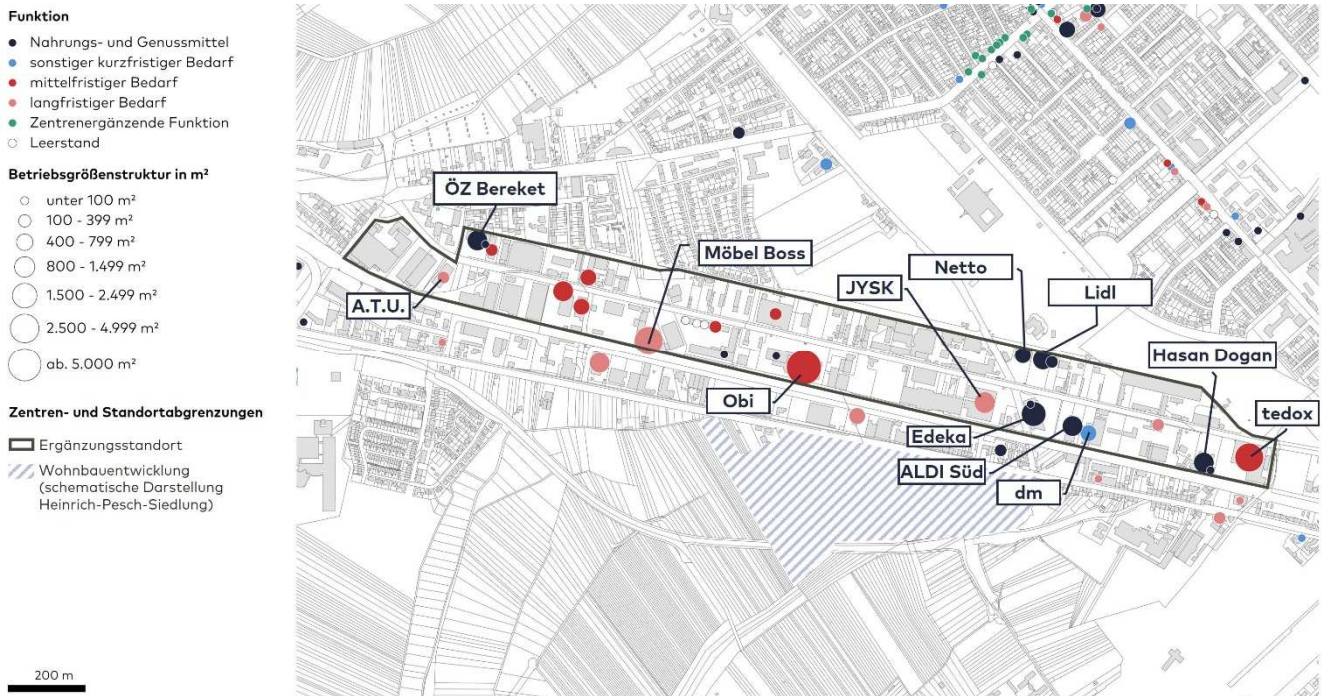 Funktion
Nahrungs- und Genussmittel
sonstiger kurzfristiger Bedarf
mittelfristiger Bedarf
langfristiger Bedarf
Zentrenergänzende Funktion
Leerstand
Betriebsgrößenstruktur in m²
unter 100 m²
100 - 399 m²
400 - 799 m²
800 - 1.499 m²
1.500 - 2.499 m²
2.500 - 4.999 m²
ab. 5.000 m²
Zentren- und Standortabgrenzungen
Ergänzungsstandort
Wohnbauentwicklung
(schematische Darstellung
Heinrich-Pesch-Siedlung)
200 m
ÖZ Bereket
A.T.U.
Möbel Boss
Obi
JYSK
Netto
Lidl
Edeka
ALDI Süd
dm
Hasan Dogan
tedox